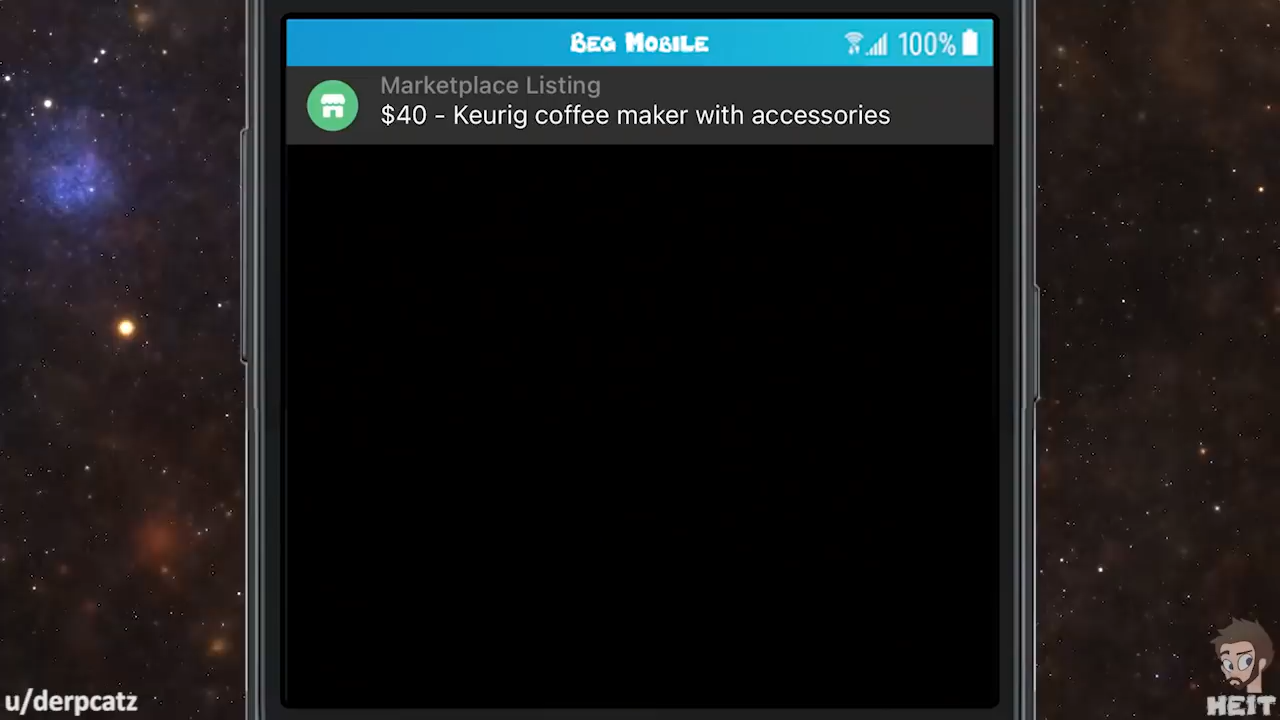 Beg Mobile
100%
Marketplace Listing
$40 - Keurig coffee maker with accessories
u/derpcatz
HEIT